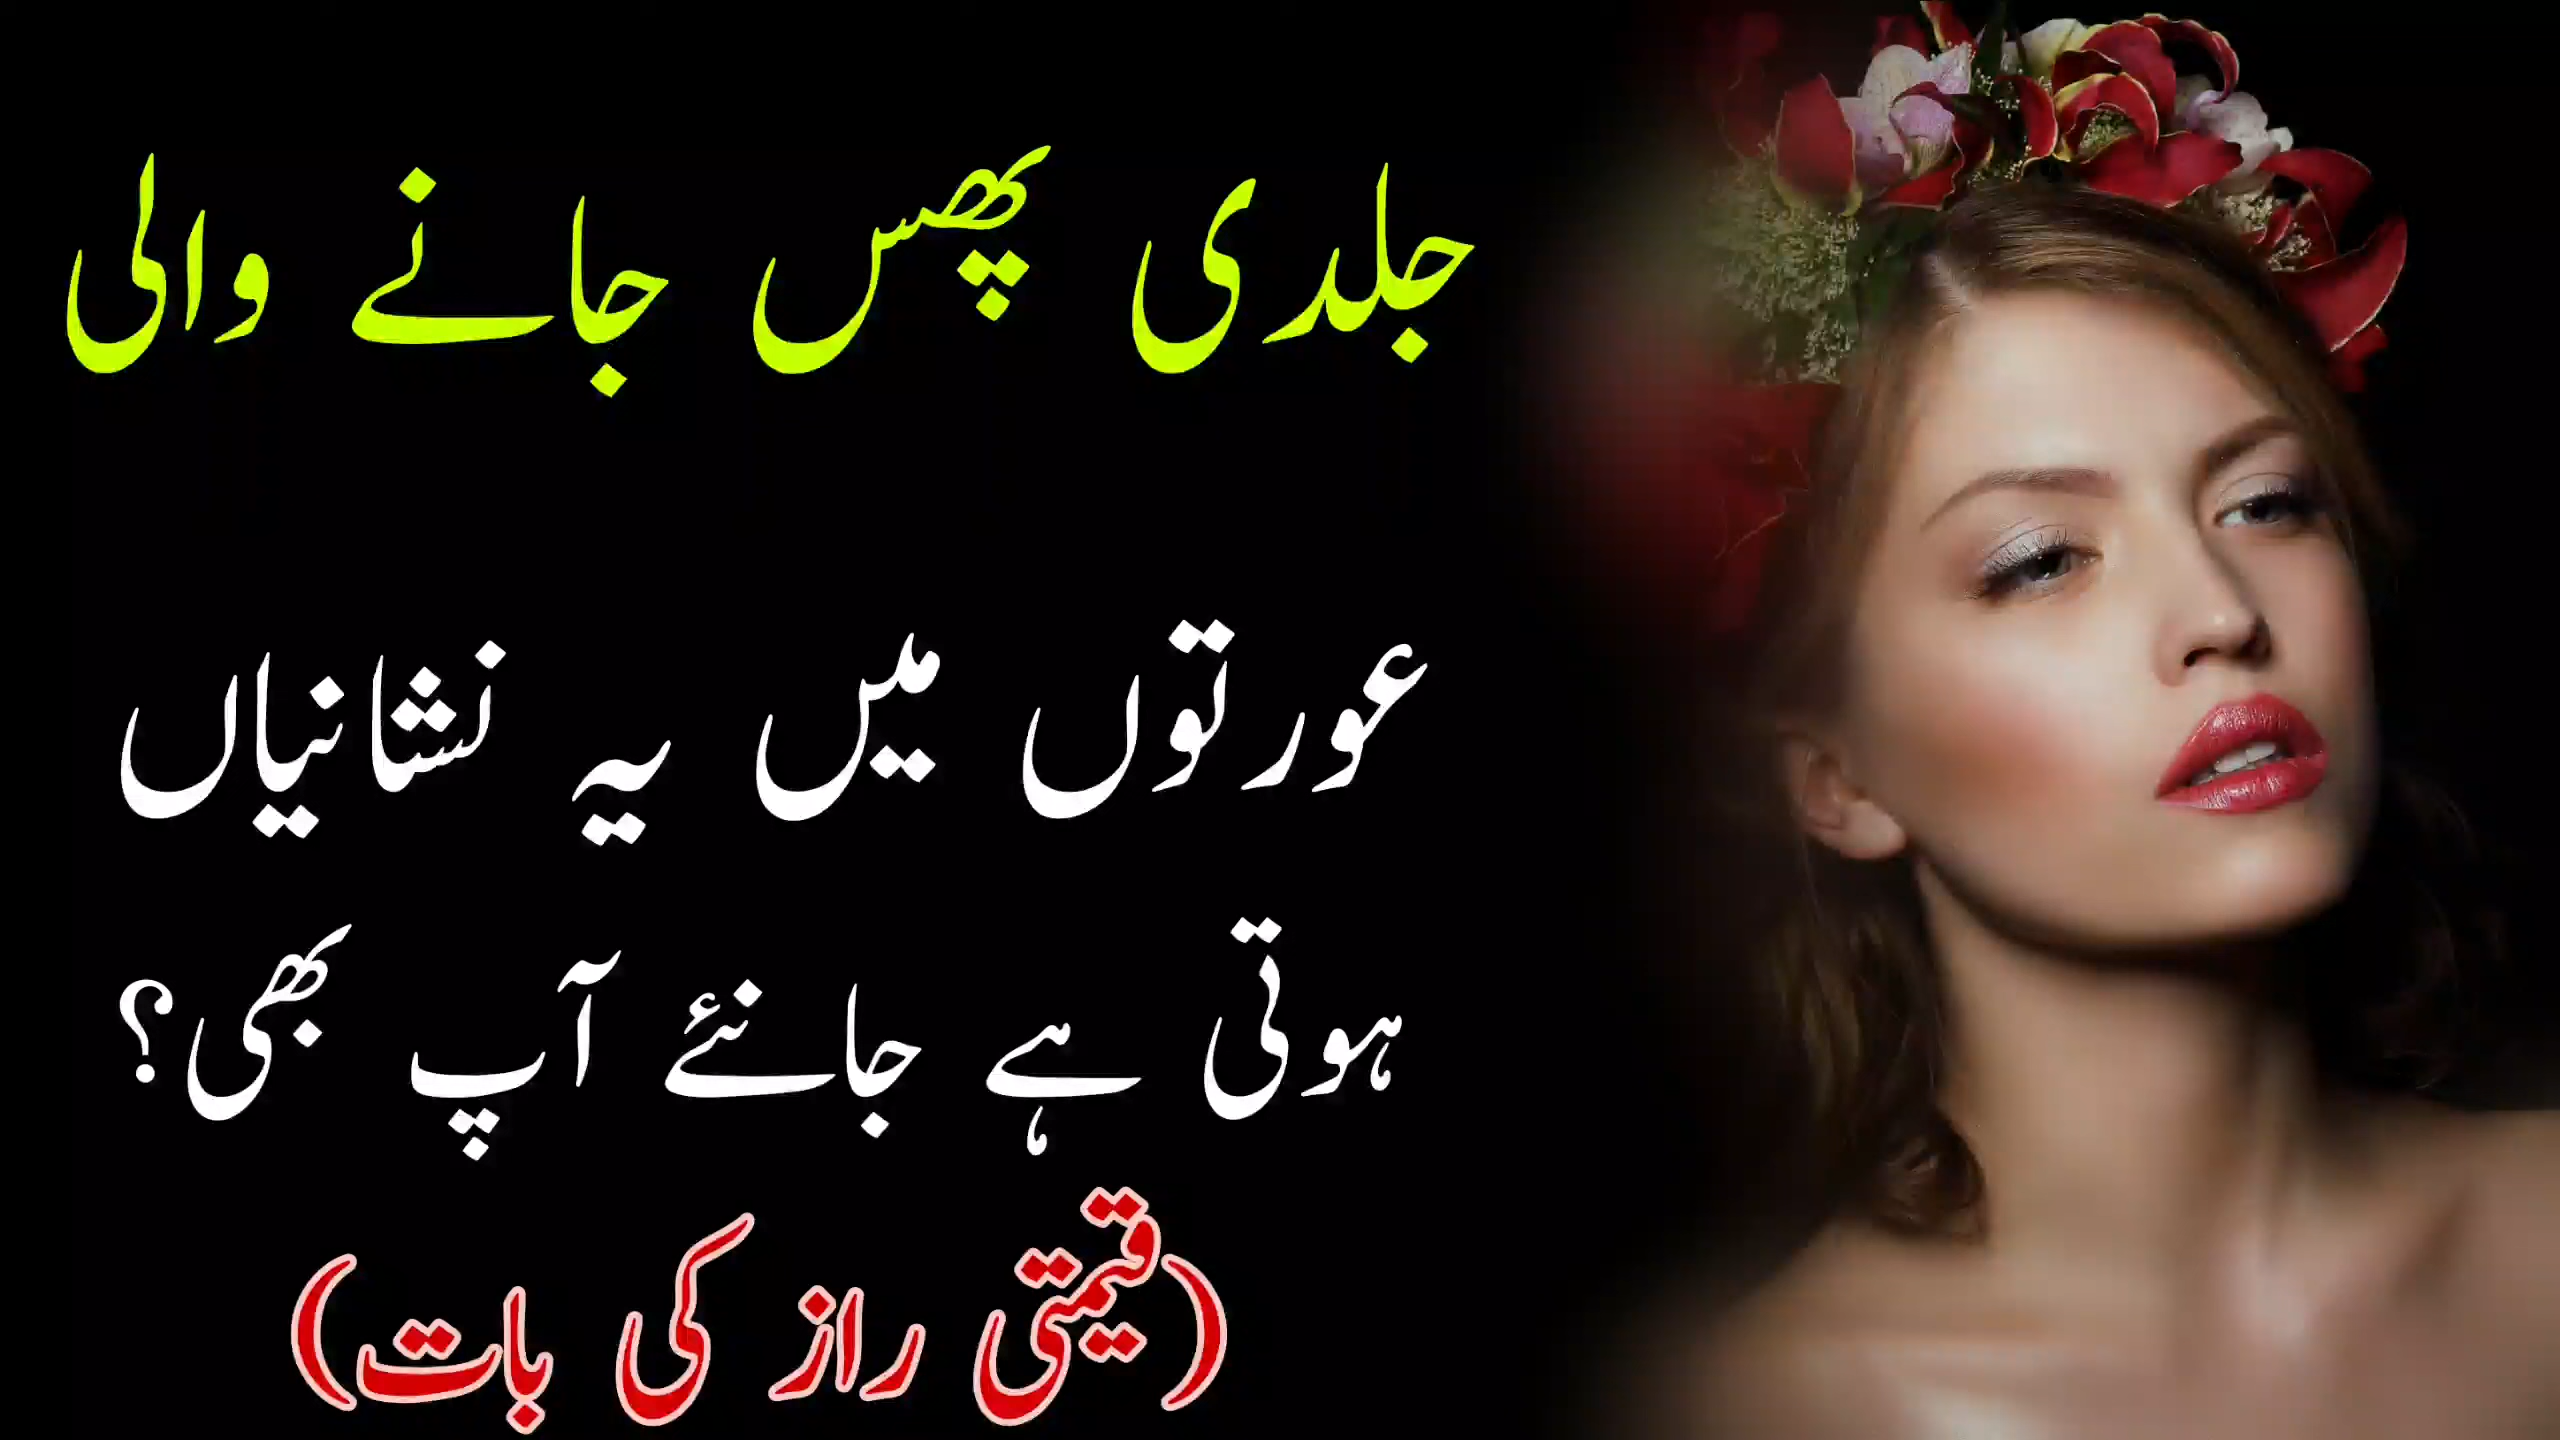 جلدی پھس جانے والی
عورتوں میں یہ نشانیاں
ہوتی ہے جانئے آپ بھی؟
(قیمتی راز کی بات)